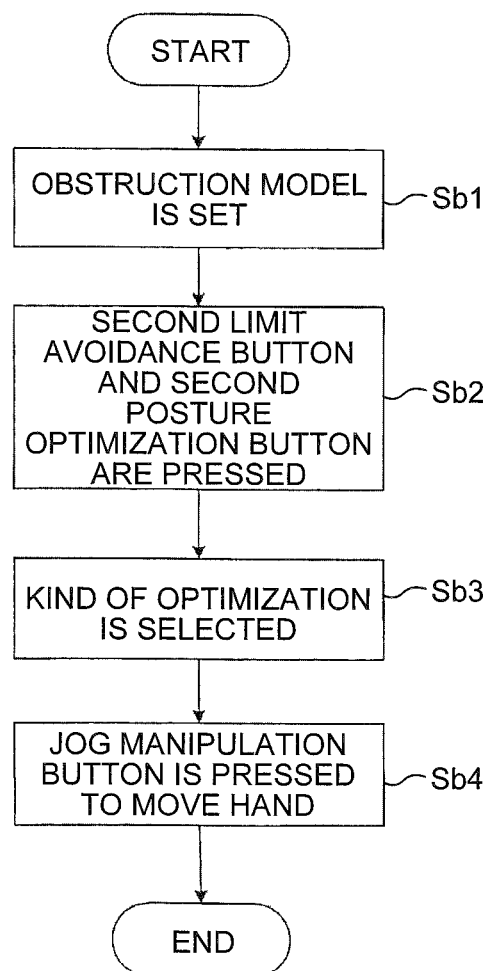 START
OBSTRUCTION MODEL
IS SET
Sb1
SECOND LIMIT
AVOIDANCE BUTTON
AND SECOND
POSTURE
OPTIMIZATION BUTTON
ARE PRESSED
Sb2
KIND OF OPTIMIZATION
IS SELECTED
Sb3
JOG MANIPULATION
BUTTON IS PRESSED
TO MOVE HAND
Sb4
END